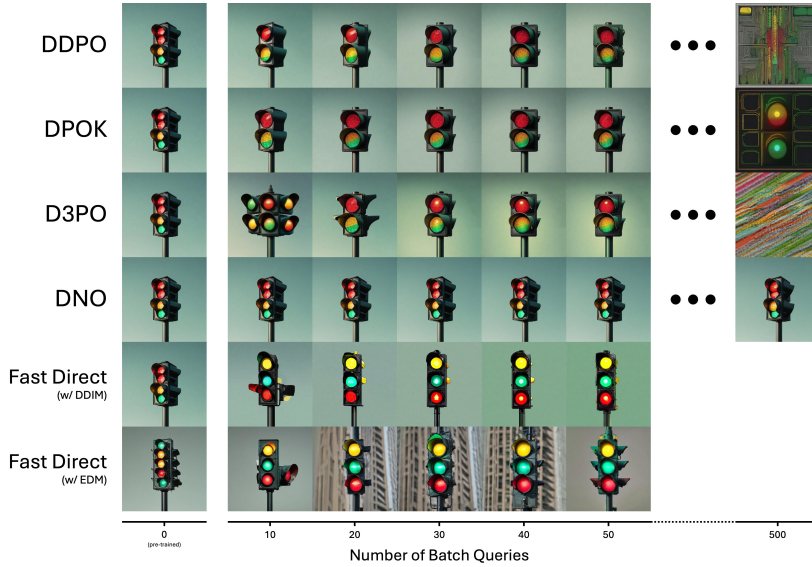 DDPO
DPOK
D3PO
DNO
Fast Direct
(w/ DDIM)
Fast Direct
(w/ EDM)
0
(pre-trained)
10
20
30
40
50
500
Number of Batch Queries